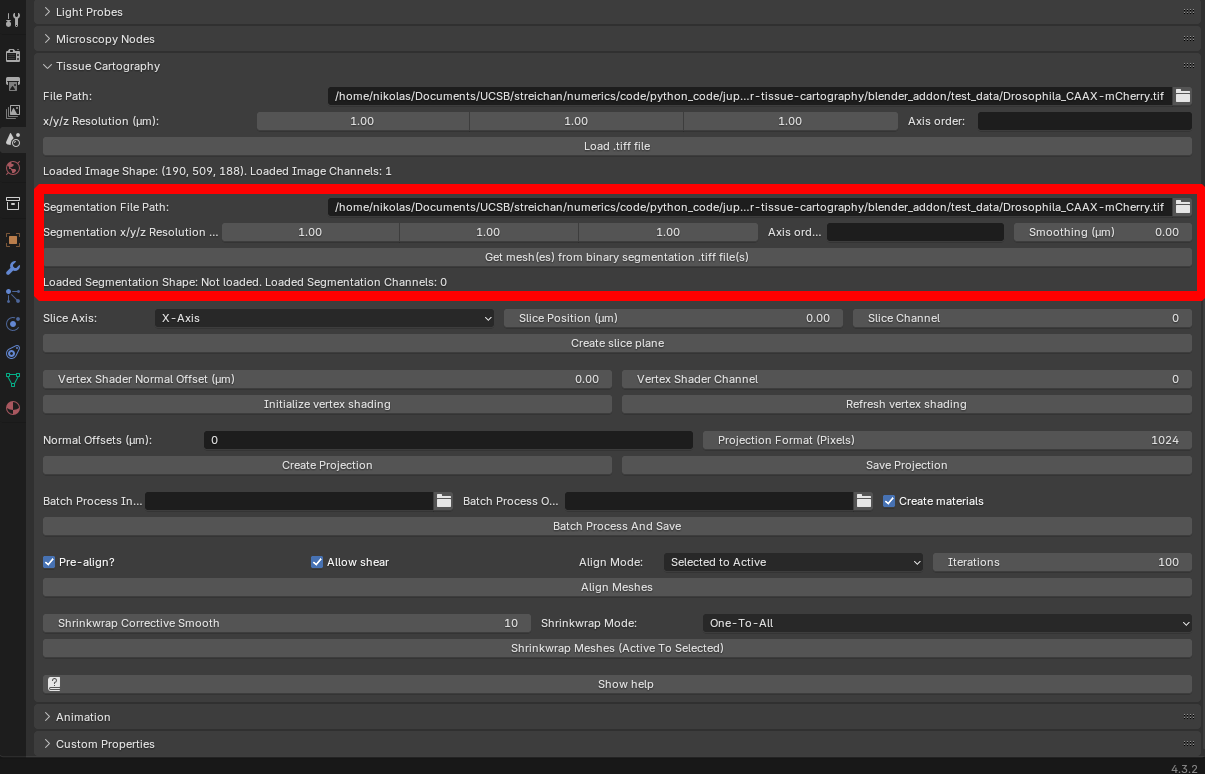 Light Probes
Microscopy Nodes
Tissue Cartography
File Path: /home/nikolas/Documents/UCSB/streichan/numerics/code/python_code/jup...r-tissue-cartography/blender_addon/test_data/Drosophila_CAAX-mCherry.tif
x/y/z Resolution (µm): 1.00 1.00 1.00 Axis order:
Load .tiff file
Loaded Image Shape: (190, 509, 188). Loaded Image Channels: 1
Segmentation File Path: /home/nikolas/Documents/UCSB/streichan/numerics/code/python_code/jup...r-tissue-cartography/blender_addon/test_data/Drosophila_CAAX-mCherry.tif
Segmentation x/y/z Resolution ... 1.00 1.00 1.00 Axis ord... Smoothing (µm) 0.00
Get mesh(es) from binary segmentation .tiff file(s)
Loaded Segmentation Shape: Not loaded. Loaded Segmentation Channels: 0
Slice Axis: X-Axis Slice Position (µm) 0.00 Slice Channel 0
Create slice plane
Vertex Shader Normal Offset (µm) 0.00 Vertex Shader Channel 0
Initialize vertex shading Refresh vertex shading
Normal Offsets (µm): 0 Projection Format (Pixels) 1024
Create Projection Save Projection
Batch Process In... Batch Process O... Create materials
Batch Process And Save
Pre-align? Allow shear Align Mode: Selected to Active Iterations 100
Align Meshes
Shrinkwrap Corrective Smooth 10 Shrinkwrap Mode: One-To-All
Shrinkwrap Meshes (Active To Selected)
Show help
Animation
Custom Properties
4.3.2